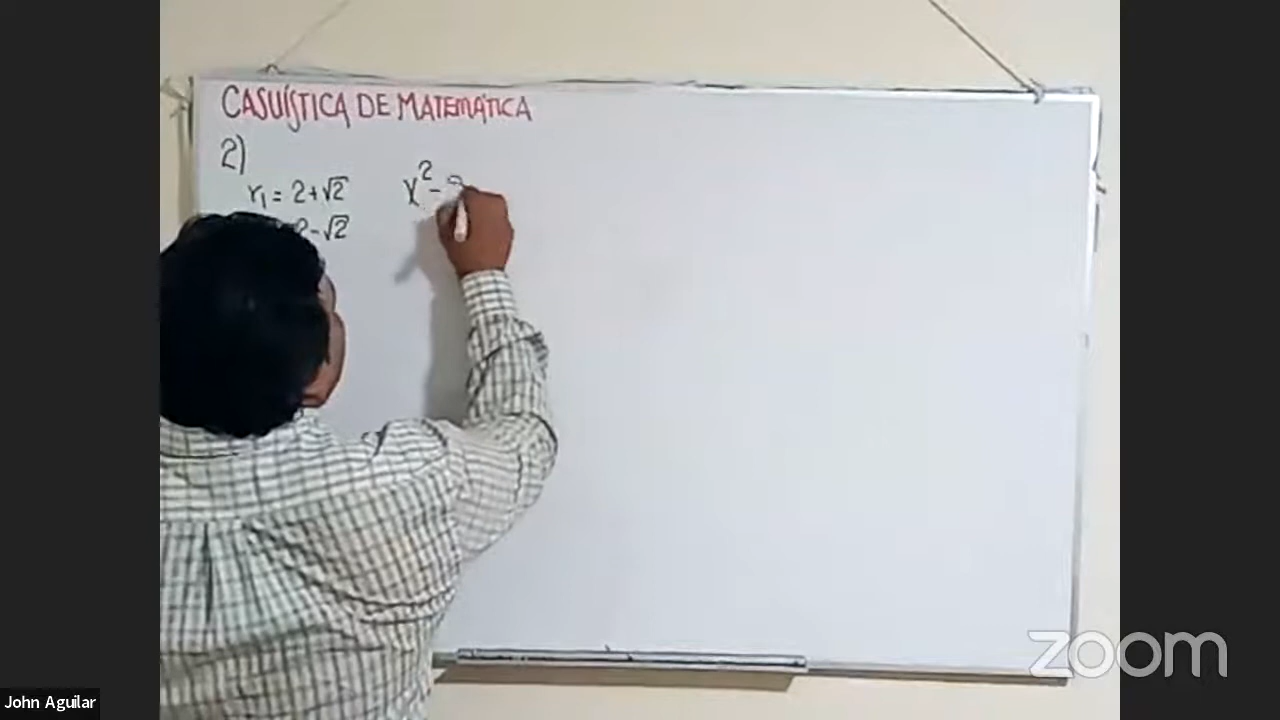 CASUÍSTICA DE MATEMÁTICA
2)
r₁ = 2+√2
2-√2
x² -
zoom
John Aguilar